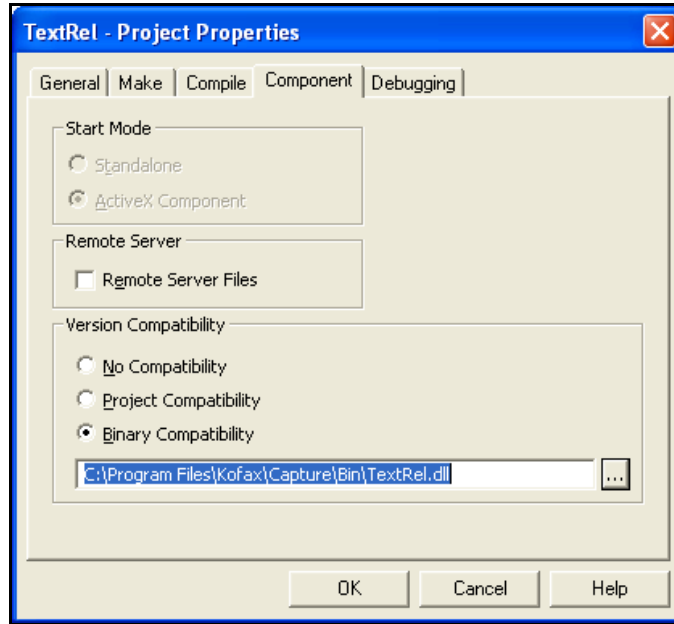 TextRel - Project Properties
General Make Compile Component Debugging
Start Mode
Standalone
ActiveX Component
Remote Server
Remote Server Files
Version Compatibility
No Compatibility
Project Compatibility
Binary Compatibility
C:\Program Files\Kofax\Capture\Bin\TextRel.dll ...
OK Cancel Help